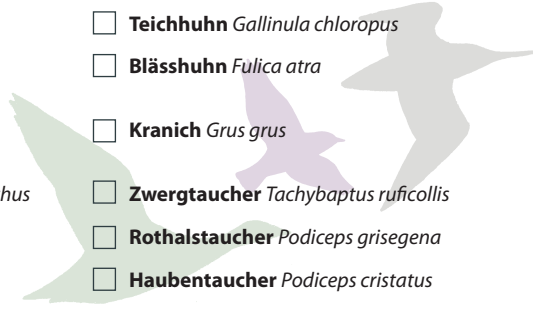 Teichhuhn Gallinula chloropus
Blässhuhn Fulica atra
Kranich Grus grus
Zwergtaucher Tachybaptus ruficollis
Rothalstaucher Podiceps grisegena
Haubentaucher Podiceps cristatus